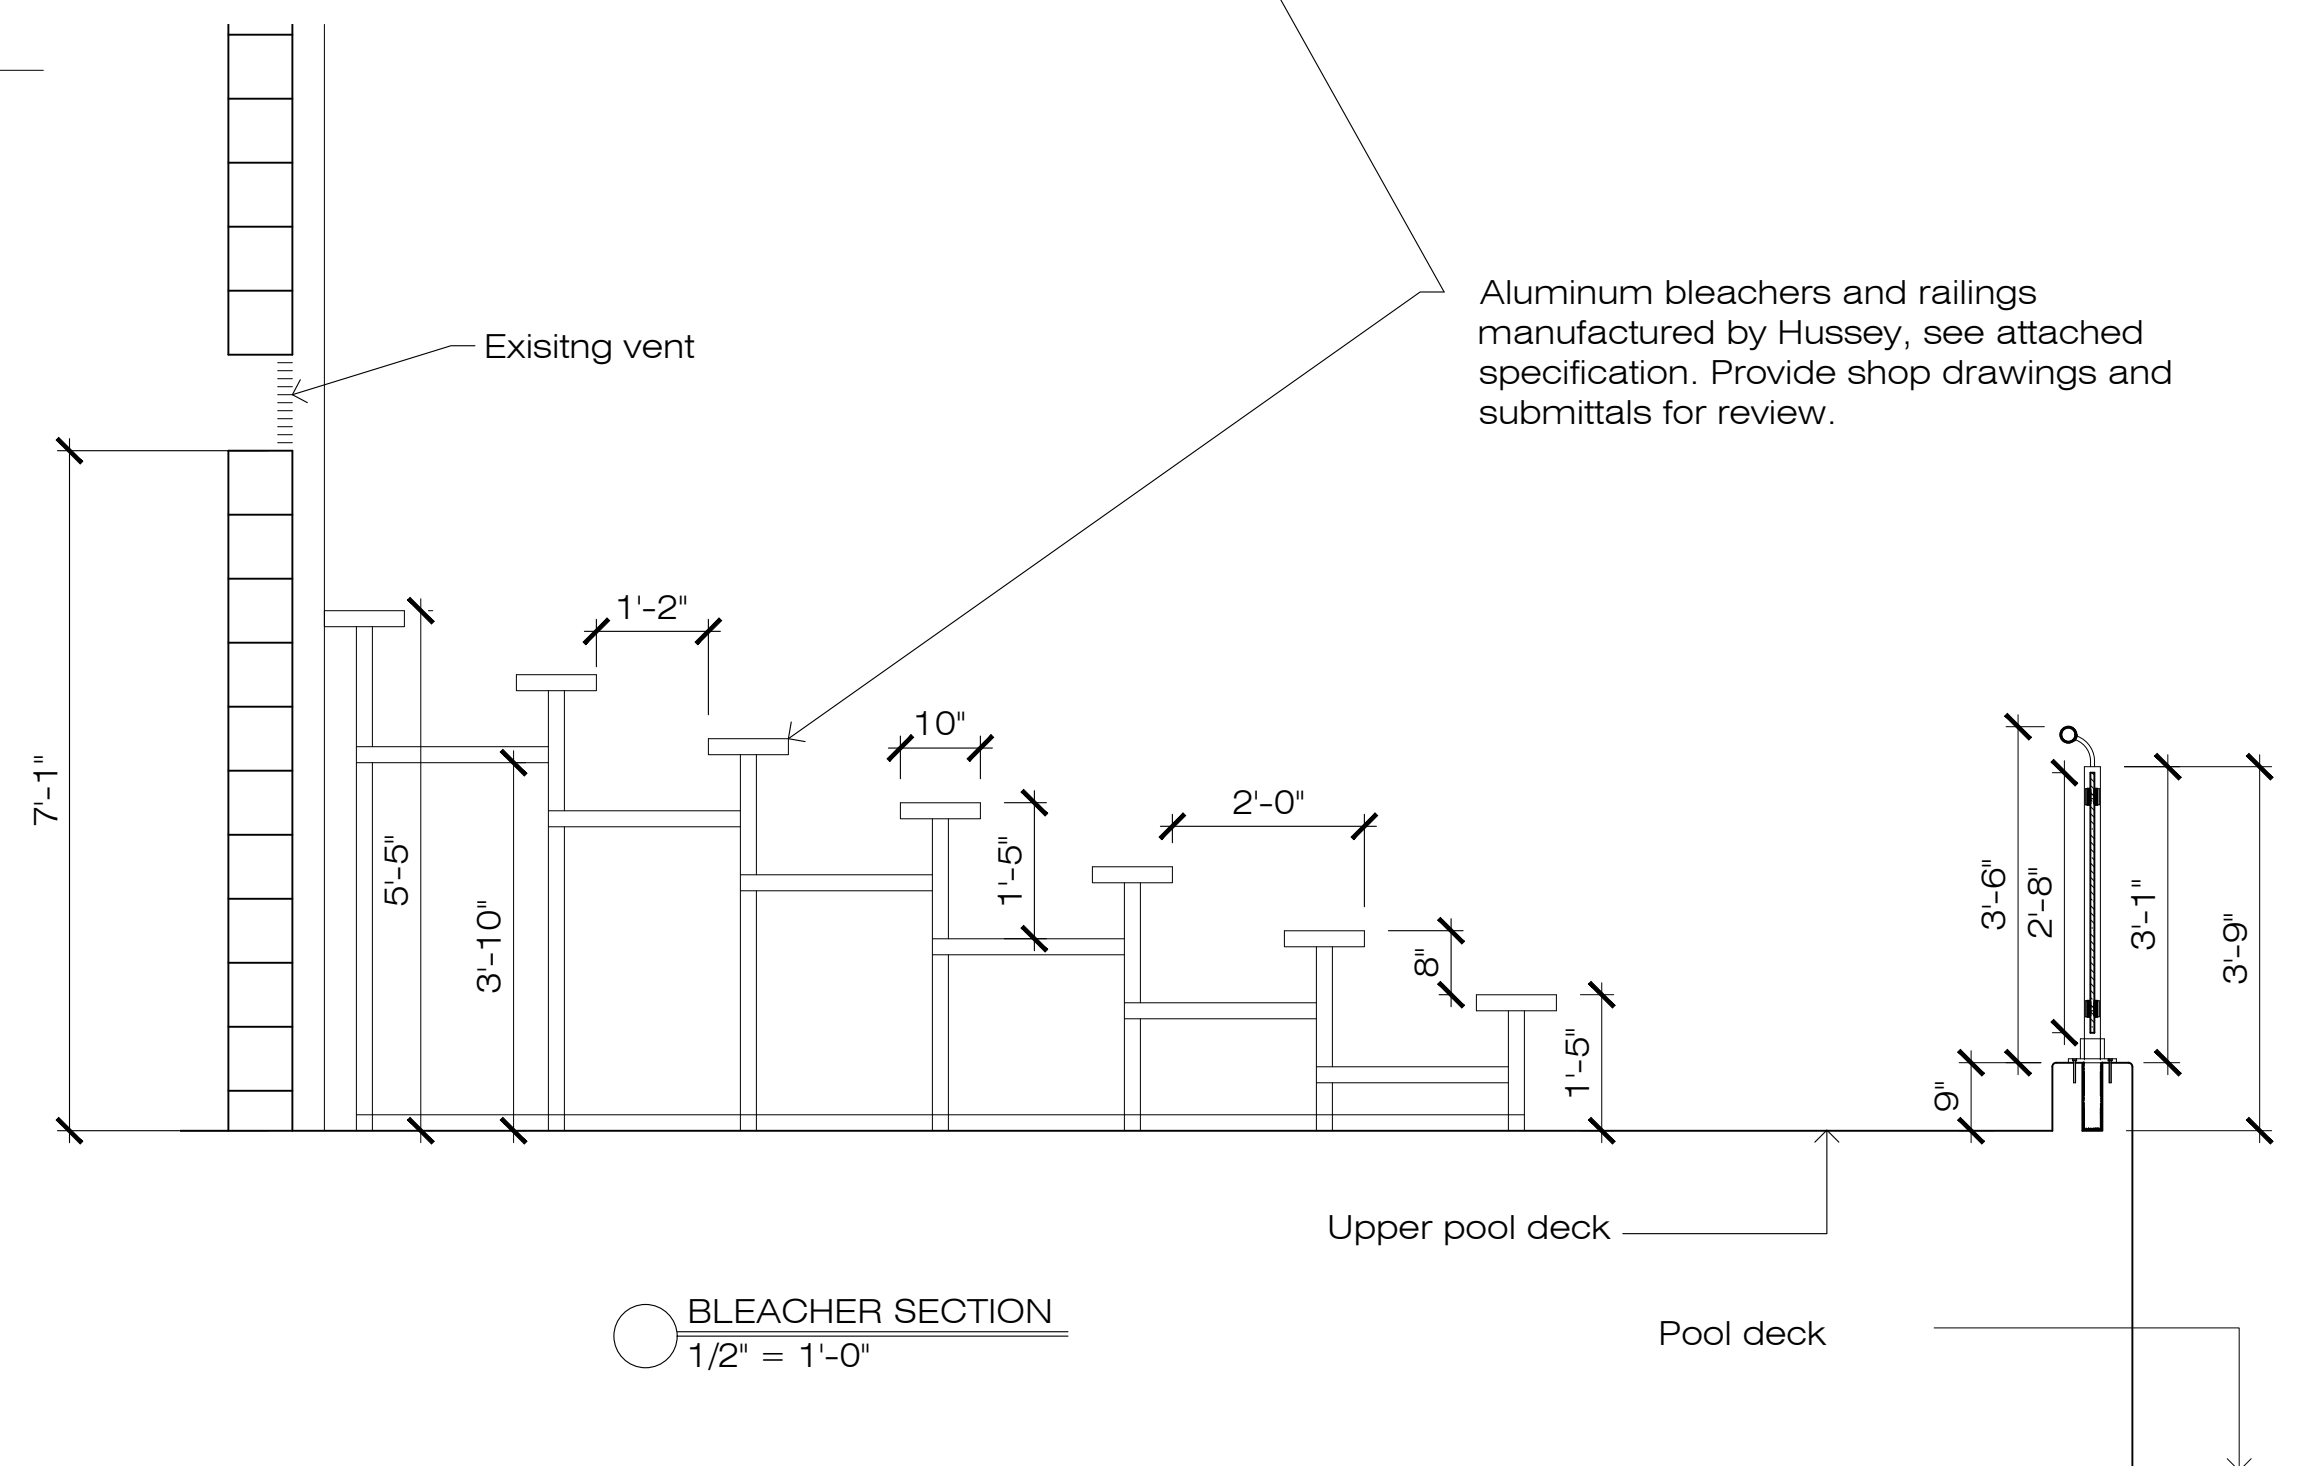 Aluminum bleachers and railings
manufactured by Hussey, see attached
specification. Provide shop drawings and
submittals for review.
Exisitng vent
1'-2"
10"
2'-0"
7'-1"
5'-5"
3'-10"
1'-5"
8"
1'-5"
3'-6"
2'-8"
3'-1"
3'-9"
9"
Upper pool deck
Pool deck
BLEACHER SECTION
1/2" = 1'-0"